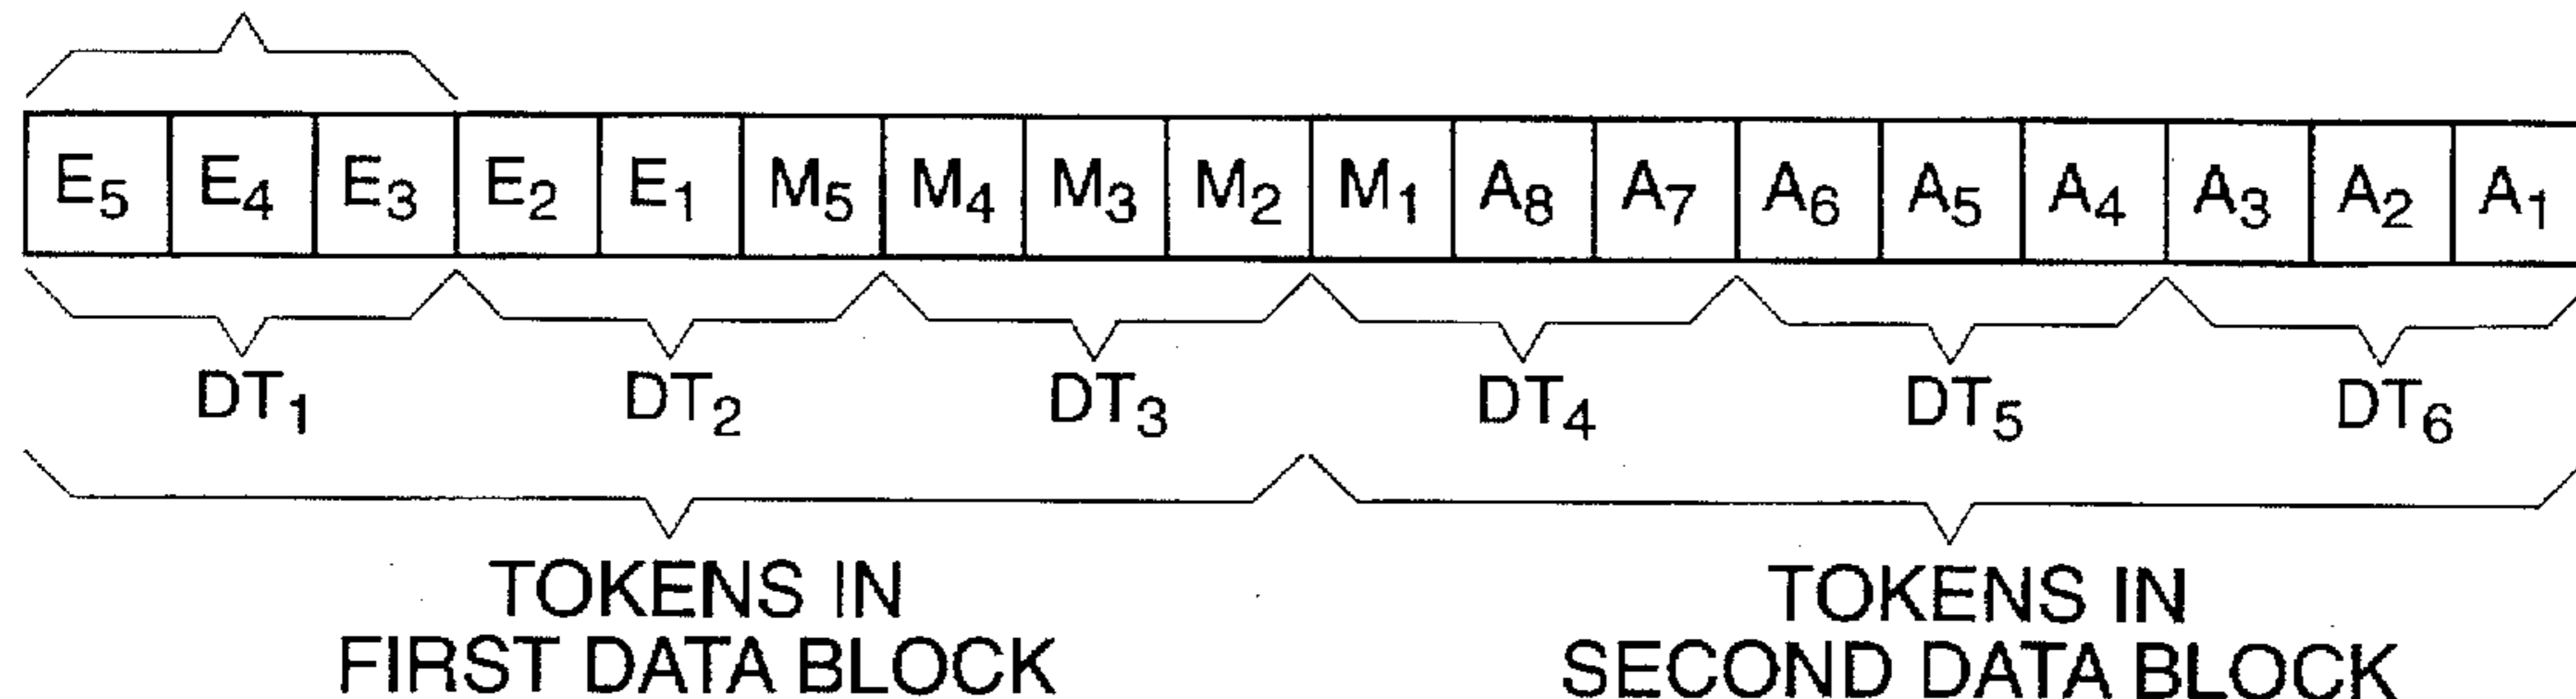 E5 E4 E3 E2 E1 M5 M4 M3 M2 M1 A8 A7 A6 A5 A4 A3 A2 A1
DT1 DT2 DT3 DT4 DT5 DT6
TOKENS IN
FIRST DATA BLOCK
TOKENS IN
SECOND DATA BLOCK